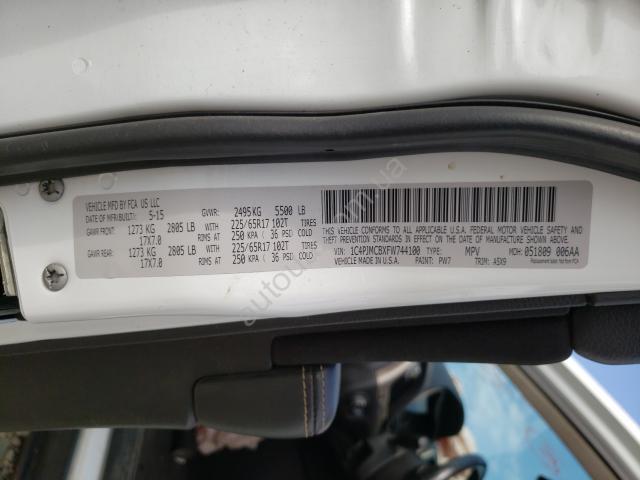 VEHICLE MFD BY FCA US LLC
DATE OF MFR/BUILT: 5-15 GVWR: 2495 KG 5500 LB
GAWR FRONT: 1273 KG 2805 LB WITH 225/65R17 102T TIRES
17X7.0 RIMS AT 250 KPA ( 36 PSI ) COLD
GAWR REAR: 1273 KG 2805 LB WITH 225/65R17 102T TIRES
17X7.0 RIMS AT 250 KPA ( 36 PSI ) COLD
THIS VEHICLE CONFORMS TO ALL APPLICABLE U.S.A. FEDERAL MOTOR VEHICLE SAFETY AND
THEFT PREVENTION STANDARDS IN EFFECT ON THE DATE OF MANUFACTURE SHOWN ABOVE.
VIN: 1C4PJMCBXFW744100 TYPE: MPV MDH: 051809 006AA
VEHICLE MADE IN U.S.A. PAINT: PW7 TRIM: A5X9